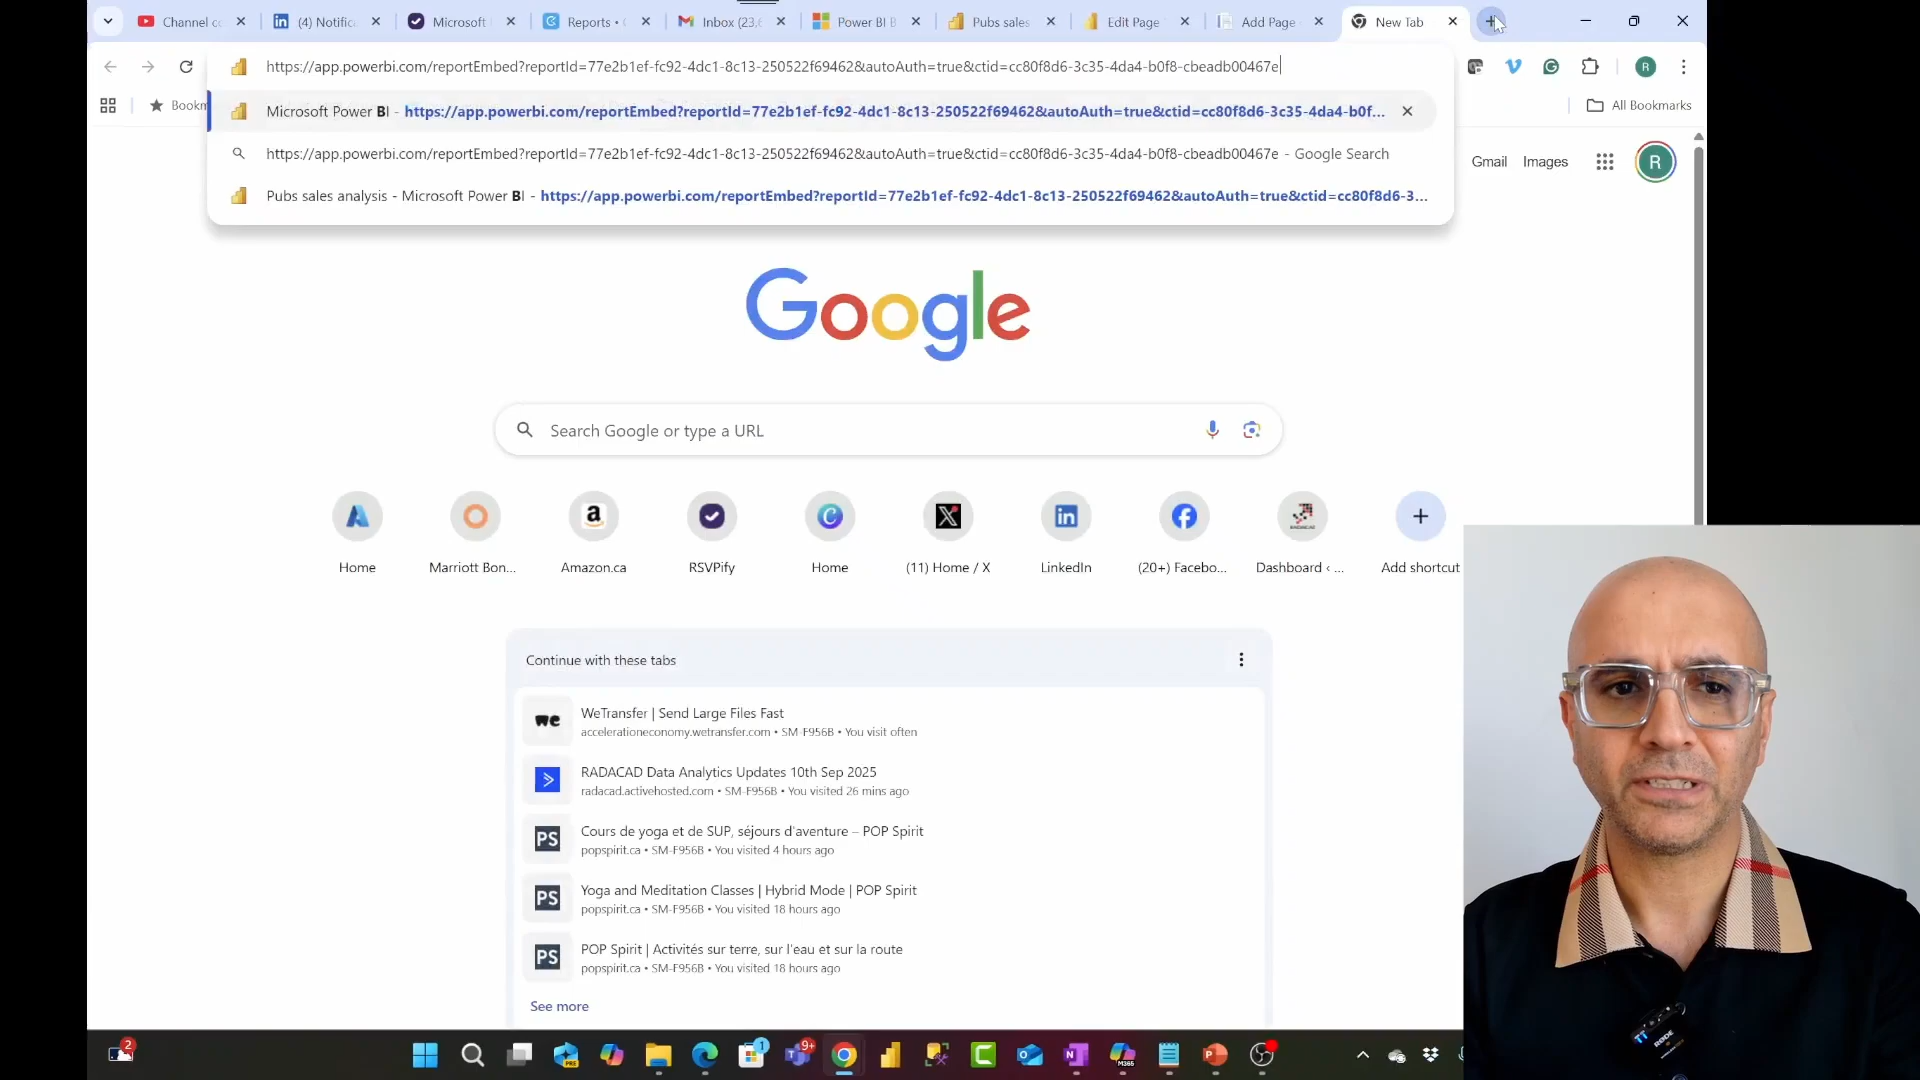 Channel co
(4) Notific
Microsoft
Reports •
Inbox (23,
Power BI B
Pubs sales
Edit Page
Add Page
New Tab
https://app.powerbi.com/reportEmbed?reportId=77e2b1ef-fc92-4dc1-8c13-250522f69462&autoAuth=true&ctid=cc80f8d6-3c35-4da4-b0f8-cbeadb00467e
R
Microsoft Power BI - https://app.powerbi.com/reportEmbed?reportId=77e2b1ef-fc92-4dc1-8c13-250522f69462&autoAuth=true&ctid=cc80f8d6-3c35-4da4-b0f...
Bookm
All Bookmarks
https://app.powerbi.com/reportEmbed?reportId=77e2b1ef-fc92-4dc1-8c13-250522f69462&autoAuth=true&ctid=cc80f8d6-3c35-4da4-b0f8-cbeadb00467e - Google Search
Pubs sales analysis - Microsoft Power BI - https://app.powerbi.com/reportEmbed?reportId=77e2b1ef-fc92-4dc1-8c13-250522f69462&autoAuth=true&ctid=cc80f8d6-3...
Gmail Images R
Google
Search Google or type a URL
Home
Marriott Bon...
Amazon.ca
RSVPify
Home
(11) Home / X
LinkedIn
(20+) Facebo...
Dashboard ‹ ...
Add shortcut
Continue with these tabs
we
WeTransfer | Send Large Files Fast
accelerationeconomy.wetransfer.com • SM-F956B • You visit often
RADACAD Data Analytics Updates 10th Sep 2025
radacad.activehosted.com • SM-F956B • You visited 26 mins ago
PS
Cours de yoga et de SUP, séjours d'aventure – POP Spirit
popspirit.ca • SM-F956B • You visited 4 hours ago
PS
Yoga and Meditation Classes | Hybrid Mode | POP Spirit
popspirit.ca • SM-F956B • You visited 18 hours ago
PS
POP Spirit | Activités sur terre, sur l'eau et sur la route
popspirit.ca • SM-F956B • You visited 18 hours ago
See more
2
PRE
1
9+
M365
RØDE